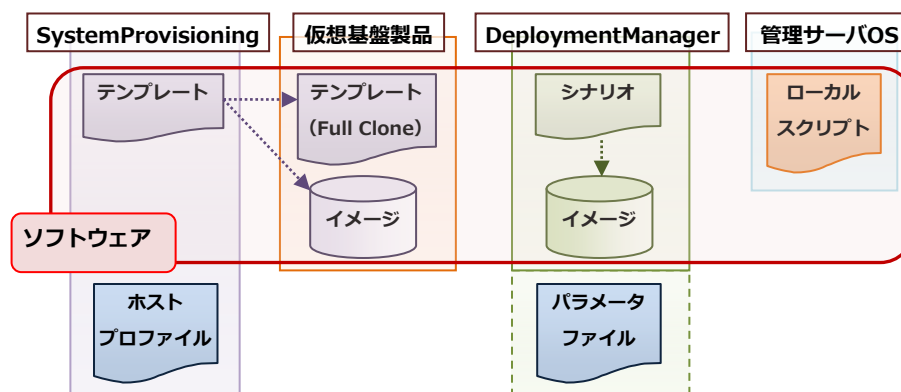 SystemProvisioning
仮想基盤製品
DeploymentManager
管理サーバOS
テンプレート
テンプレート
（Full Clone）
シナリオ
ローカル
スクリプト
イメージ
イメージ
ソフトウェア
ホスト
プロファイル
パラメータ
ファイル